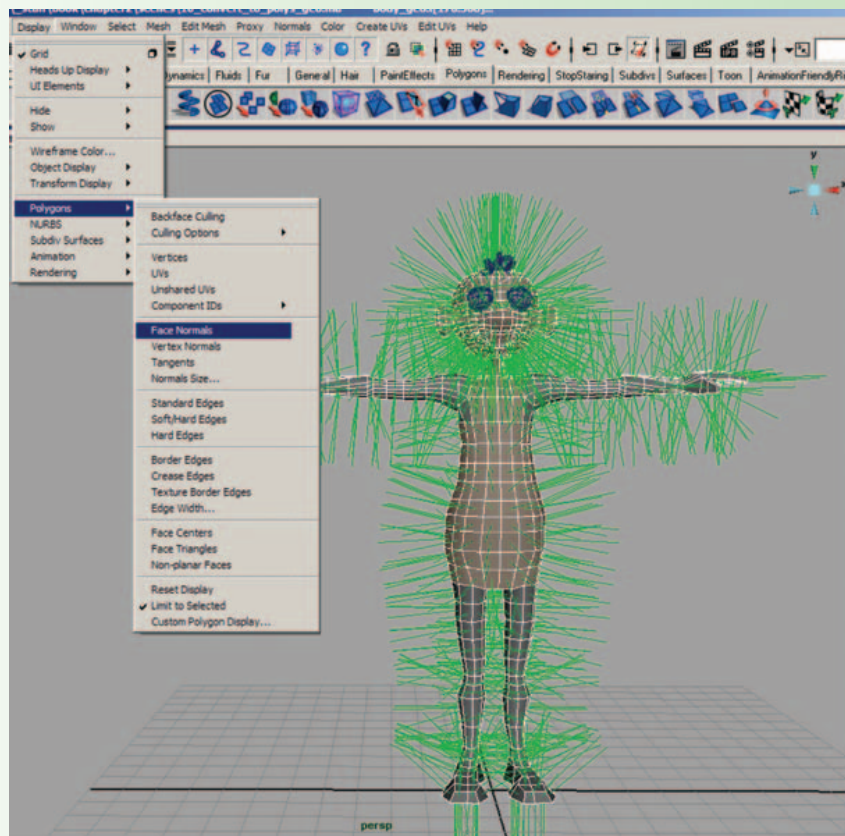 Display Window Select Mesh Edit Mesh Proxy Normals Color Create UVs Edit UVs Help
Grid
Heads Up Display
UI Elements
Hide
Show
Wireframe Color...
Object Display
Transform Display
Polygons
NURBS
Subdiv Surfaces
Animation
Rendering
Fluids Fur General Hair PaintEffects Polygons Rendering StopStaring Subdivs Surfaces Toon
Backface Culling
Culling Options
Vertices
UVs
Unshared UVs
Component IDs
Face Normals
Vertex Normals
Tangents
Normals Size...
Standard Edges
Soft/Hard Edges
Hard Edges
Border Edges
Crease Edges
Texture Border Edges
Edge Width...
Face Centers
Face Triangles
Non-planar Faces
Reset Display
Limit to Selected
Custom Polygon Display...
y
x
persp